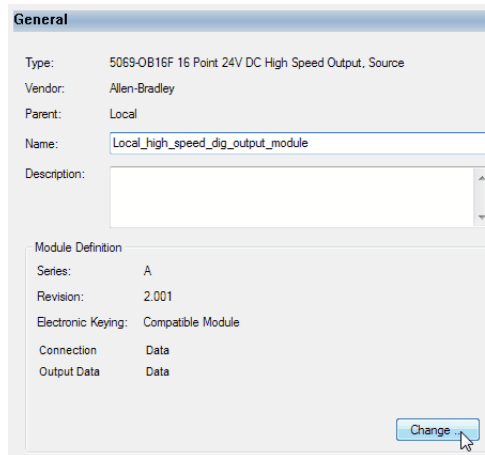 General
Type: 5069-OB16F 16 Point 24V DC High Speed Output, Source
Vendor: Allen-Bradley
Parent: Local
Name: Local_high_speed_dig_output_module
Description:
Module Definition
Series: A
Revision: 2.001
Electronic Keying: Compatible Module
Connection Data
Output Data Data
Change ...